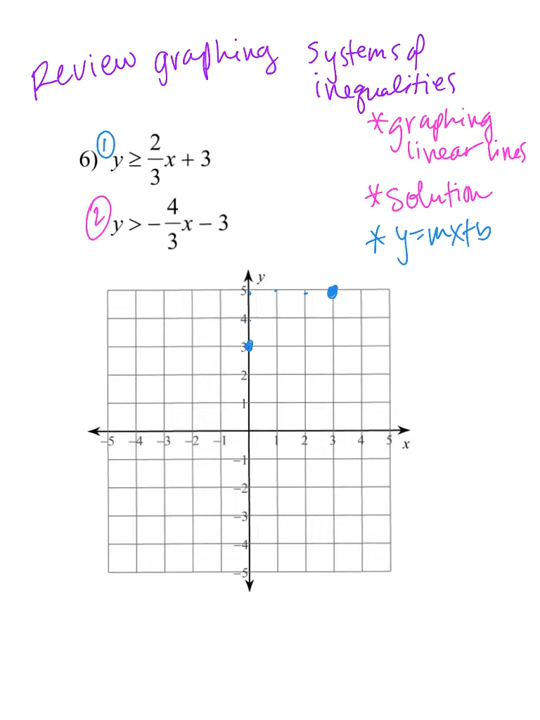 Review graphing systems of
inequalities
*graphing
linear lines
*solution
* y=mx+b
6) ① y ≥ 2/3x + 3
② y > −4/3x − 3
y
5
4
3
2
1
−5 −4 −3 −2 −1 1 2 3 4 5 x
−1
−2
−3
−4
−5